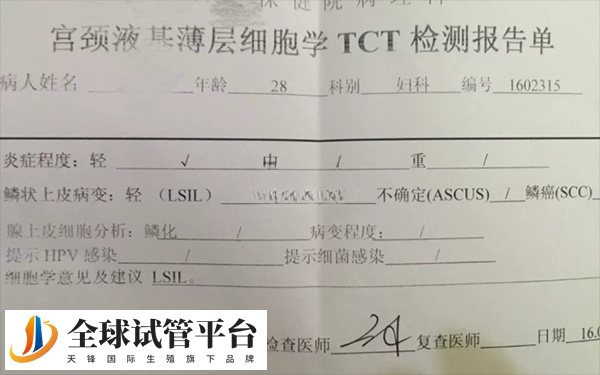 保健院病理科
宫颈液基薄层细胞学 TCT 检测报告单
病人姓名 年龄 28 科别 妇科 编号 1602315
炎症程度：轻 √ 中 / 重 /
鳞状上皮病变：轻 （LSIL） 不确定(ASCUS) / 鳞癌(SCC)
腺上皮细胞分析：鳞化 / 病变程度： /
提示 HPV 感染 / 提示细菌感染 /
细胞学意见及建议 LSIL.
检查医师 复查医师 日期 16.0
全球试管平台
天锋国际生殖旗下品牌